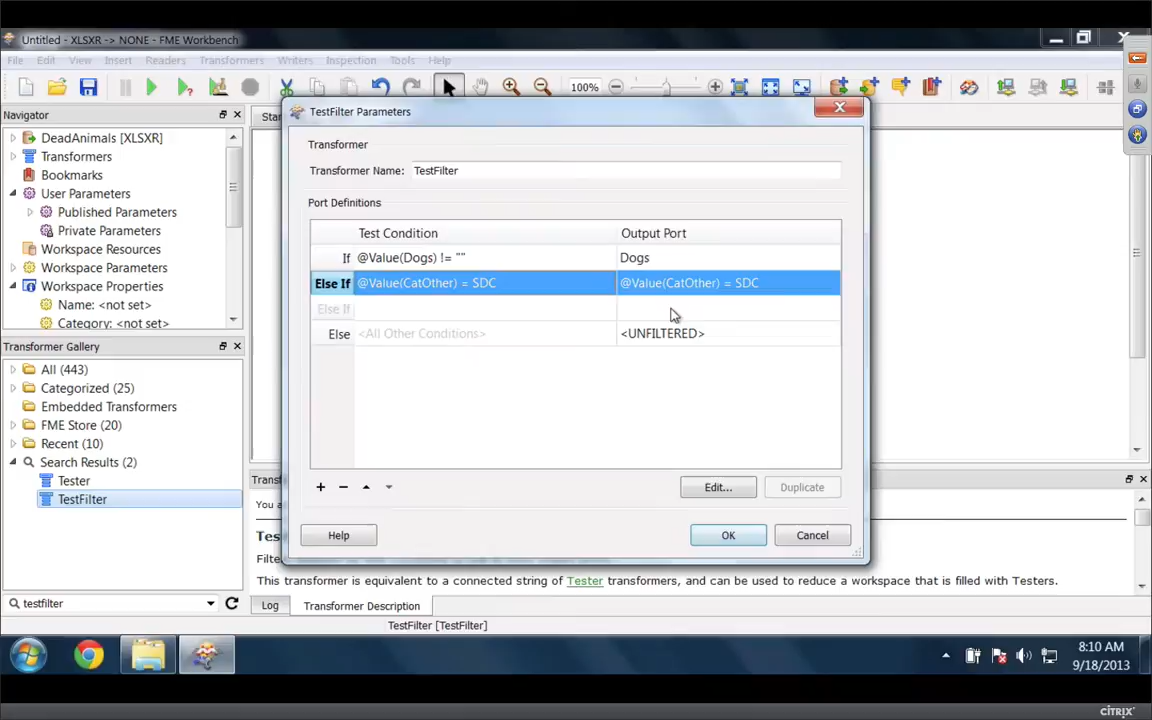 Untitled - XLSXR -> NONE - FME Workbench
File Edit View Insert Readers Transformers Writers Inspection Tools Help
100%
Navigator
DeadAnimals [XLSXR]
Transformers
Bookmarks
User Parameters
Published Parameters
Private Parameters
Workspace Resources
Workspace Parameters
Workspace Properties
Name: <not set>
Category: <not set>
Transformer Gallery
All (443)
Categorized (25)
Embedded Transformers
FME Store (20)
Recent (10)
Search Results (2)
Tester
TestFilter
testfilter
TestFilter Parameters
Transformer
Transformer Name: TestFilter
Port Definitions
Test Condition Output Port
If @Value(Dogs) != "" Dogs
Else If @Value(CatOther) = SDC @Value(CatOther) = SDC
Else If
Else <All Other Conditions> <UNFILTERED>
Edit... Duplicate
Help OK Cancel
This transformer is equivalent to a connected string of Tester transformers, and can be used to reduce a workspace that is filled with Testers.
Log Transformer Description
TestFilter [TestFilter]
8:10 AM
9/18/2013
CITRIX